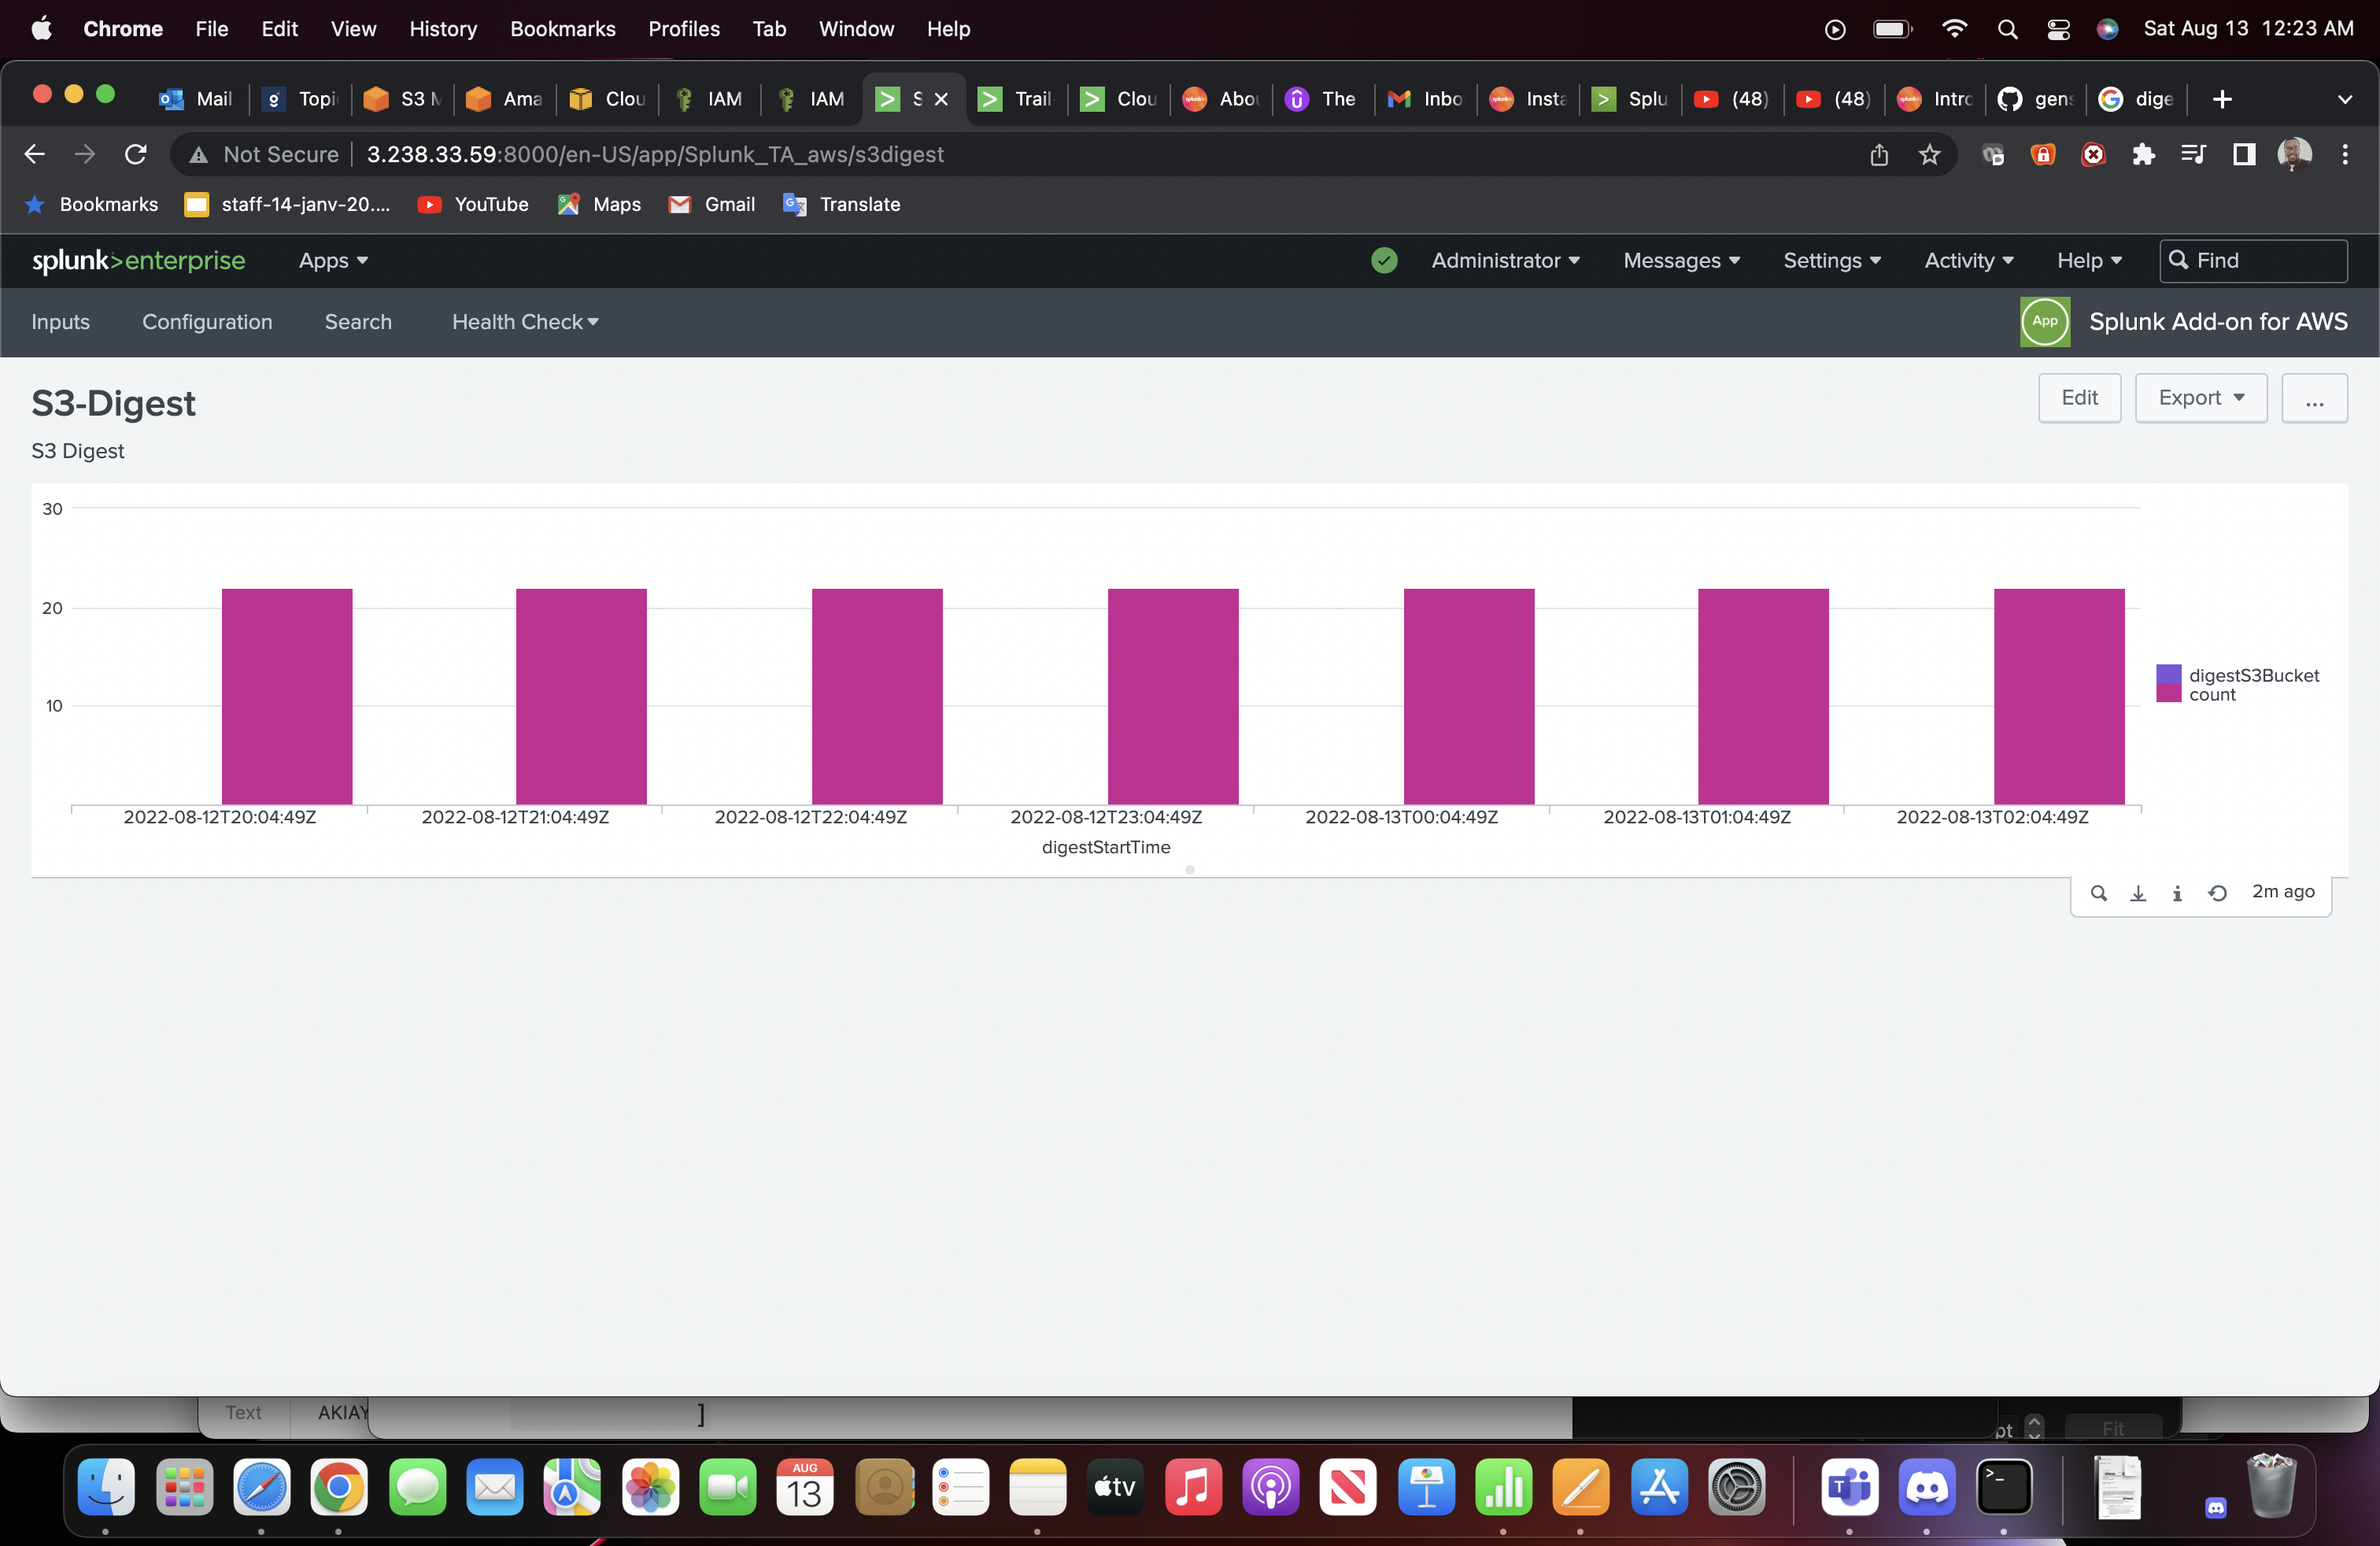 Chrome File Edit View History Bookmarks Profiles Tab Window Help Sat Aug 13 12:23 AM
Mail Topi S3 M Ama Clou IAM IAM S Trail Clou Abou The Inbo Insta Splu (48) (48) Intro gens dige
Not Secure 3.238.33.59:8000/en-US/app/Splunk_TA_aws/s3digest
Bookmarks staff-14-janv-20.... YouTube Maps Gmail Translate
splunk>enterprise Apps Administrator Messages Settings Activity Help Find
Inputs Configuration Search Health Check App Splunk Add-on for AWS
S3-Digest Edit Export ...
S3 Digest
30
20
10
digestS3Bucket
count
2022-08-12T20:04:49Z 2022-08-12T21:04:49Z 2022-08-12T22:04:49Z 2022-08-12T23:04:49Z 2022-08-13T00:04:49Z 2022-08-13T01:04:49Z 2022-08-13T02:04:49Z
digestStartTime
2m ago
Text AKIAY ] pt Fit
AUG
13
tv